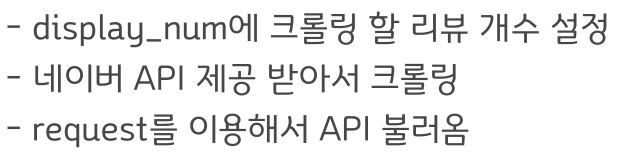 - display_num에 크롤링 할 리뷰 개수 설정
- 네이버 API 제공 받아서 크롤링
- request를 이용해서 API 불러옴